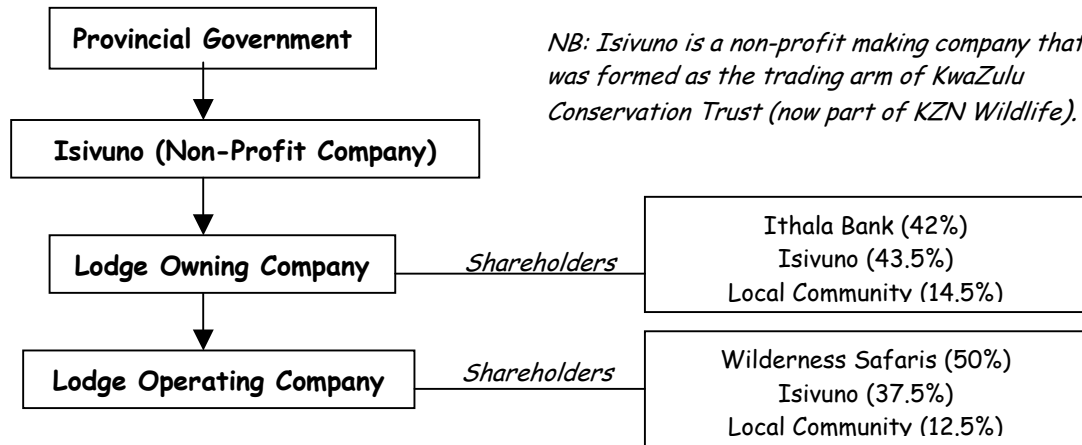 Provincial Government
NB: Isivuno is a non-profit making company that
was formed as the trading arm of KwaZulu
Conservation Trust (now part of KZN Wildlife).
Isivuno (Non-Profit Company)
Lodge Owning Company
Shareholders
Ithala Bank (42%)
Isivuno (43.5%)
Local Community (14.5%)
Lodge Operating Company
Shareholders
Wilderness Safaris (50%)
Isivuno (37.5%)
Local Community (12.5%)